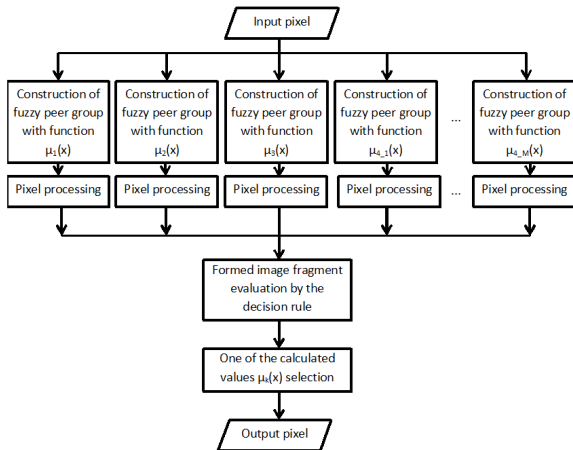 Input pixel
Construction of
fuzzy peer group
with function
μ1(x)
Construction of
fuzzy peer group
with function
μ2(x)
Construction of
fuzzy peer group
with function
μ3(x)
Construction of
fuzzy peer group
with function
μ4_1(x)
...
Construction of
fuzzy peer group
with function
μ4_M(x)
Pixel processing
Pixel processing
Pixel processing
Pixel processing
...
Pixel processing
Formed image fragment
evaluation by the
decision rule
One of the calculated
values μk(x) selection
Output pixel